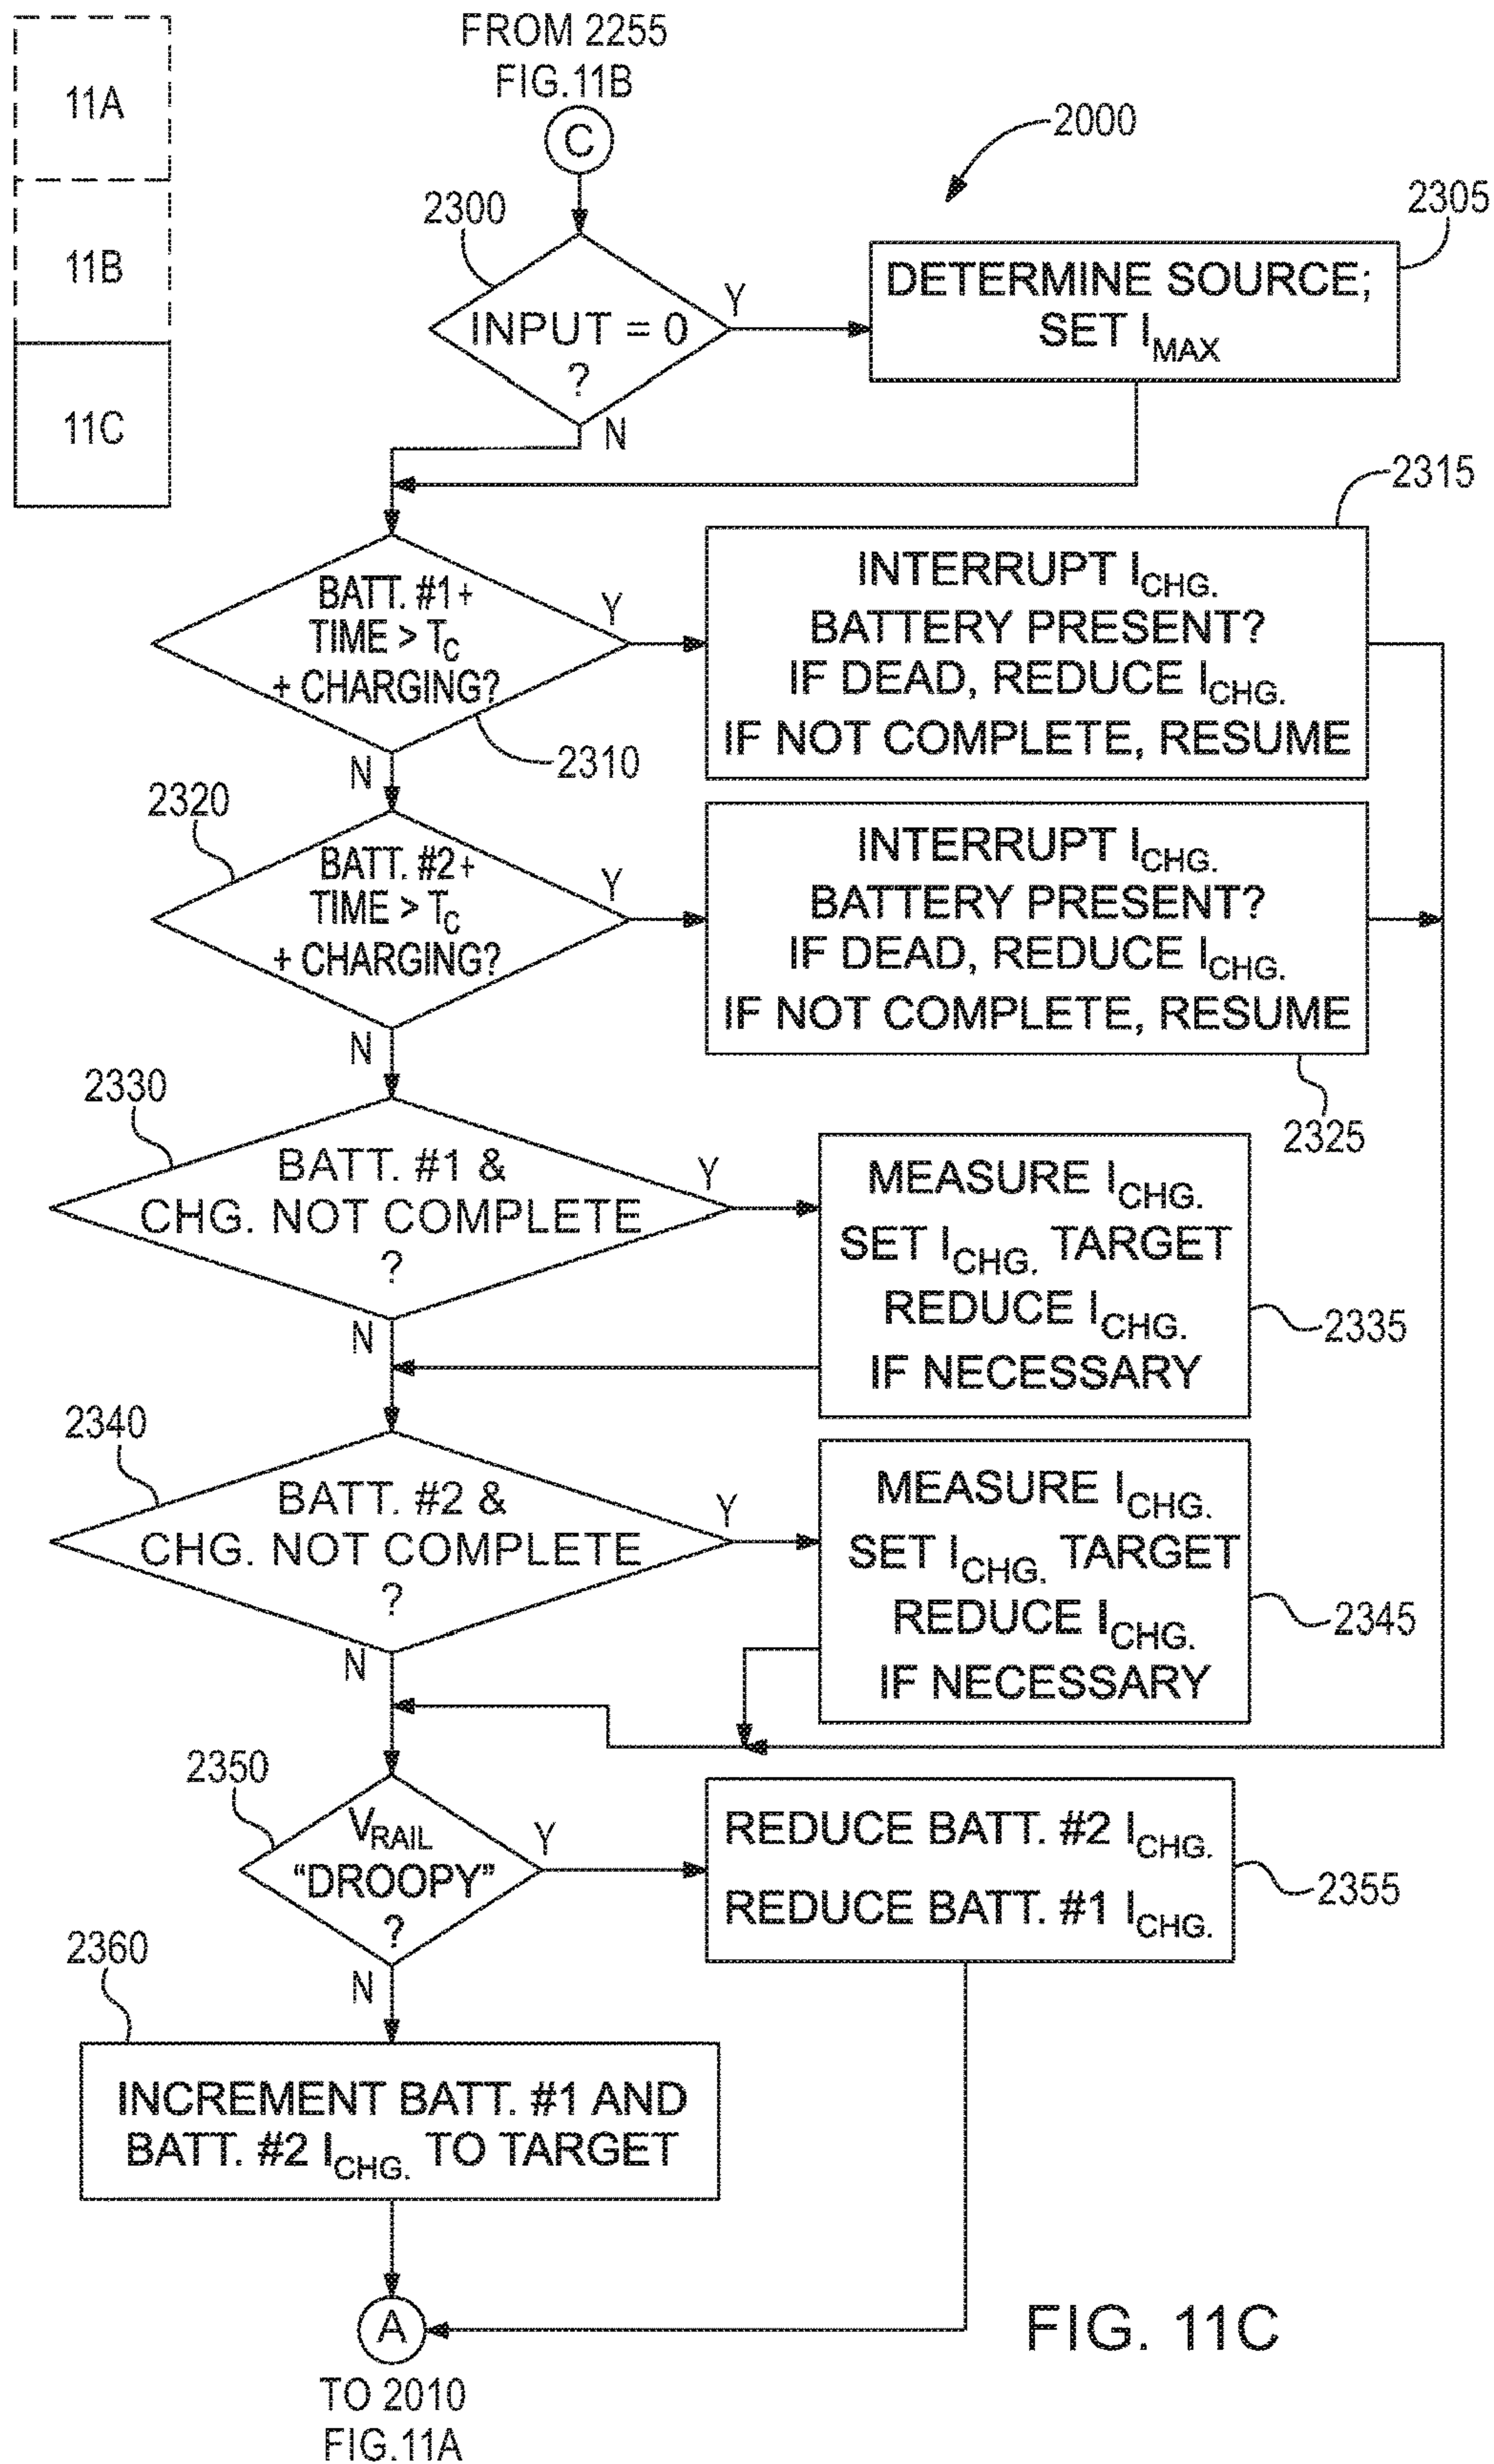 FROM 2255
FIG.11B
C
11A
11B
11C
2000
2300
INPUT = 0
?
Y
N
2305
DETERMINE SOURCE;
SET IMAX
2315
BATT. #1 +
TIME > TC
+ CHARGING?
Y
N
2310
INTERRUPT ICHG.
BATTERY PRESENT?
IF DEAD, REDUCE ICHG.
IF NOT COMPLETE, RESUME
2320
BATT. #2 +
TIME > TC
+ CHARGING?
Y
N
INTERRUPT ICHG.
BATTERY PRESENT?
IF DEAD, REDUCE ICHG.
IF NOT COMPLETE, RESUME
2325
2330
BATT. #1 &
CHG. NOT COMPLETE
?
Y
N
MEASURE ICHG.
SET ICHG. TARGET
REDUCE ICHG.
IF NECESSARY
2335
2340
BATT. #2 &
CHG. NOT COMPLETE
?
Y
N
MEASURE ICHG.
SET ICHG. TARGET
REDUCE ICHG.
IF NECESSARY
2345
2350
VRAIL
“DROOPY”
?
Y
N
REDUCE BATT. #2 ICHG.
REDUCE BATT. #1 ICHG.
2355
2360
INCREMENT BATT. #1 AND
BATT. #2 ICHG. TO TARGET
A
TO 2010
FIG.11A
FIG. 11C